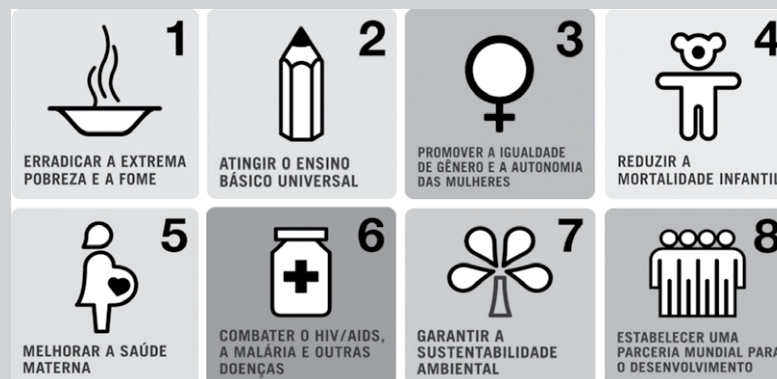 1
ERRADICAR A EXTREMA
POBREZA E A FOME
2
ATINGIR O ENSINO
BÁSICO UNIVERSAL
3
PROMOVER A IGUALDADE
DE GÊNERO E A AUTONOMIA
DAS MULHERES
4
REDUZIR A
MORTALIDADE INFANTIL
5
MELHORAR A SAÚDE
MATERNA
6
COMBATER O HIV/AIDS,
A MALÁRIA E OUTRAS
DOENÇAS
7
GARANTIR A
SUSTENTABILIDADE
AMBIENTAL
8
ESTABELECER UMA
PARCERIA MUNDIAL PARA
O DESENVOLVIMENTO